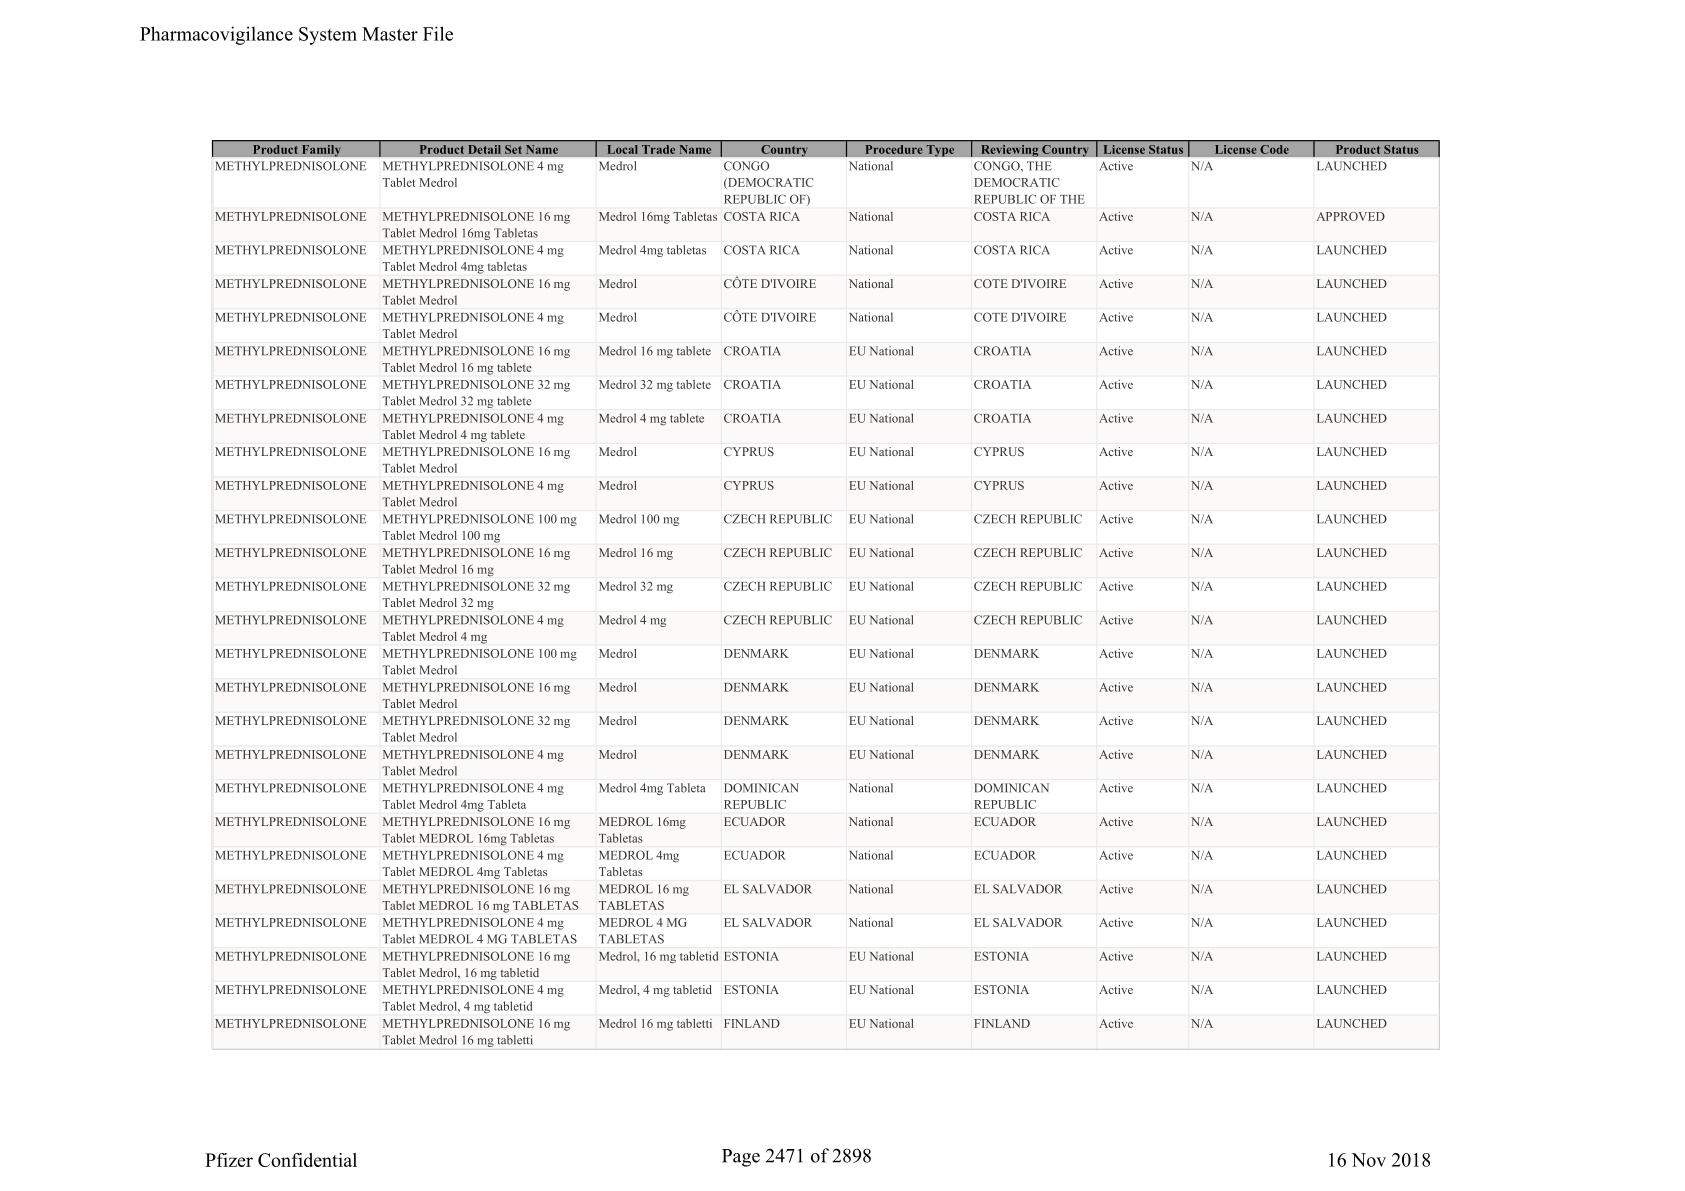 Pharmacovigilance System Master File
Product Family Product Detail Set Name Local Trade Name Country Procedure Type Reviewing Country License Status License Code Product Status
METHYLPREDNISOLONE METHYLPREDNISOLONE 4 mg Medrol CONGO National CONGO, THE Active N/A LAUNCHED
Tablet Medrol (DEMOCRATIC DEMOCRATIC
REPUBLIC OF) REPUBLIC OF THE
METHYLPREDNISOLONE METHYLPREDNISOLONE 16 mg Medrol 16mg Tabletas COSTA RICA National COSTA RICA Active N/A APPROVED
Tablet Medrol 16mg Tabletas
METHYLPREDNISOLONE METHYLPREDNISOLONE 4 mg Medrol 4mg tabletas COSTA RICA National COSTA RICA Active N/A LAUNCHED
Tablet Medrol 4mg tabletas
METHYLPREDNISOLONE METHYLPREDNISOLONE 16 mg Medrol CÔTE D'IVOIRE National COTE D'IVOIRE Active N/A LAUNCHED
Tablet Medrol
METHYLPREDNISOLONE METHYLPREDNISOLONE 4 mg Medrol CÔTE D'IVOIRE National COTE D'IVOIRE Active N/A LAUNCHED
Tablet Medrol
METHYLPREDNISOLONE METHYLPREDNISOLONE 16 mg Medrol 16 mg tablete CROATIA EU National CROATIA Active N/A LAUNCHED
Tablet Medrol 16 mg tablete
METHYLPREDNISOLONE METHYLPREDNISOLONE 32 mg Medrol 32 mg tablete CROATIA EU National CROATIA Active N/A LAUNCHED
Tablet Medrol 32 mg tablete
METHYLPREDNISOLONE METHYLPREDNISOLONE 4 mg Medrol 4 mg tablete CROATIA EU National CROATIA Active N/A LAUNCHED
Tablet Medrol 4 mg tablete
METHYLPREDNISOLONE METHYLPREDNISOLONE 16 mg Medrol CYPRUS EU National CYPRUS Active N/A LAUNCHED
Tablet Medrol
METHYLPREDNISOLONE METHYLPREDNISOLONE 4 mg Medrol CYPRUS EU National CYPRUS Active N/A LAUNCHED
Tablet Medrol
METHYLPREDNISOLONE METHYLPREDNISOLONE 100 mg Medrol 100 mg CZECH REPUBLIC EU National CZECH REPUBLIC Active N/A LAUNCHED
Tablet Medrol 100 mg
METHYLPREDNISOLONE METHYLPREDNISOLONE 16 mg Medrol 16 mg CZECH REPUBLIC EU National CZECH REPUBLIC Active N/A LAUNCHED
Tablet Medrol 16 mg
METHYLPREDNISOLONE METHYLPREDNISOLONE 32 mg Medrol 32 mg CZECH REPUBLIC EU National CZECH REPUBLIC Active N/A LAUNCHED
Tablet Medrol 32 mg
METHYLPREDNISOLONE METHYLPREDNISOLONE 4 mg Medrol 4 mg CZECH REPUBLIC EU National CZECH REPUBLIC Active N/A LAUNCHED
Tablet Medrol 4 mg
METHYLPREDNISOLONE METHYLPREDNISOLONE 100 mg Medrol DENMARK EU National DENMARK Active N/A LAUNCHED
Tablet Medrol
METHYLPREDNISOLONE METHYLPREDNISOLONE 16 mg Medrol DENMARK EU National DENMARK Active N/A LAUNCHED
Tablet Medrol
METHYLPREDNISOLONE METHYLPREDNISOLONE 32 mg Medrol DENMARK EU National DENMARK Active N/A LAUNCHED
Tablet Medrol
METHYLPREDNISOLONE METHYLPREDNISOLONE 4 mg Medrol DENMARK EU National DENMARK Active N/A LAUNCHED
Tablet Medrol
METHYLPREDNISOLONE METHYLPREDNISOLONE 4 mg Medrol 4mg Tableta DOMINICAN National DOMINICAN Active N/A LAUNCHED
Tablet Medrol 4mg Tableta REPUBLIC REPUBLIC
METHYLPREDNISOLONE METHYLPREDNISOLONE 16 mg MEDROL 16mg ECUADOR National ECUADOR Active N/A LAUNCHED
Tablet MEDROL 16mg Tabletas Tabletas
METHYLPREDNISOLONE METHYLPREDNISOLONE 4 mg MEDROL 4mg ECUADOR National ECUADOR Active N/A LAUNCHED
Tablet MEDROL 4mg Tabletas Tabletas
METHYLPREDNISOLONE METHYLPREDNISOLONE 16 mg MEDROL 16 mg EL SALVADOR National EL SALVADOR Active N/A LAUNCHED
Tablet MEDROL 16 mg TABLETAS TABLETAS
METHYLPREDNISOLONE METHYLPREDNISOLONE 4 mg MEDROL 4 MG EL SALVADOR National EL SALVADOR Active N/A LAUNCHED
Tablet MEDROL 4 MG TABLETAS TABLETAS
METHYLPREDNISOLONE METHYLPREDNISOLONE 16 mg Medrol, 16 mg tabletid ESTONIA EU National ESTONIA Active N/A LAUNCHED
Tablet Medrol, 16 mg tabletid
METHYLPREDNISOLONE METHYLPREDNISOLONE 4 mg Medrol, 4 mg tabletid ESTONIA EU National ESTONIA Active N/A LAUNCHED
Tablet Medrol, 4 mg tabletid
METHYLPREDNISOLONE METHYLPREDNISOLONE 16 mg Medrol 16 mg tabletti FINLAND EU National FINLAND Active N/A LAUNCHED
Tablet Medrol 16 mg tabletti
Pfizer Confidential Page 2471 of 2898 16 Nov 2018